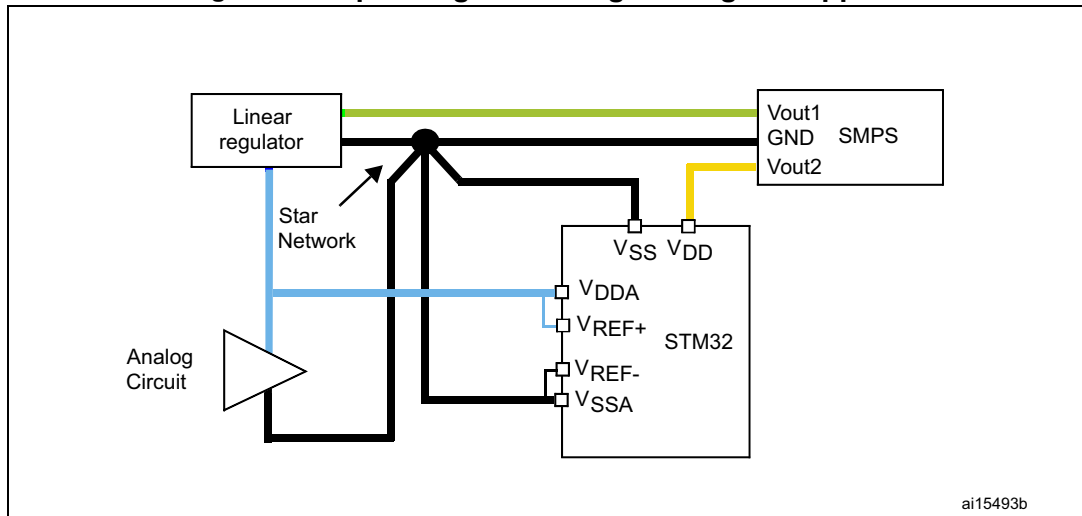 Linear
regulator
Vout1
GND
SMPS
Vout2
Star
Network
VSS
VDD
VDDA
VREF+
STM32
VREF-
VSSA
Analog
Circuit
ai15493b